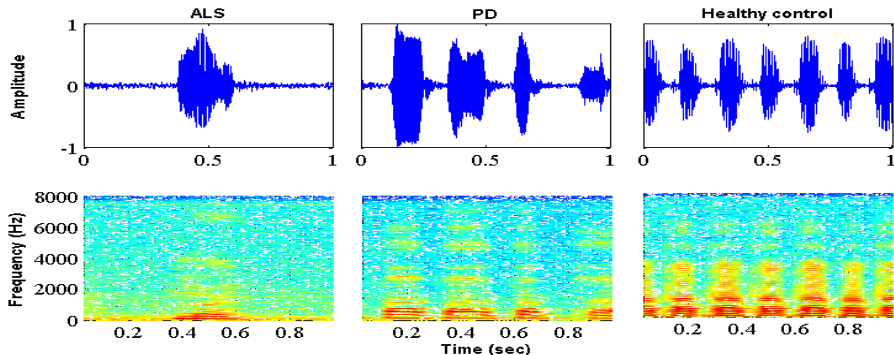 ALS PD Healthy control
Amplitude
1
0
-1
0 0.5 1 0 0.5 1 0 0.5 1
Frequency (Hz)
8000
6000
4000
2000
0
0.2 0.4 0.6 0.8 0.2 0.4 0.6 0.8 0.2 0.4 0.6 0.8
Time (sec)